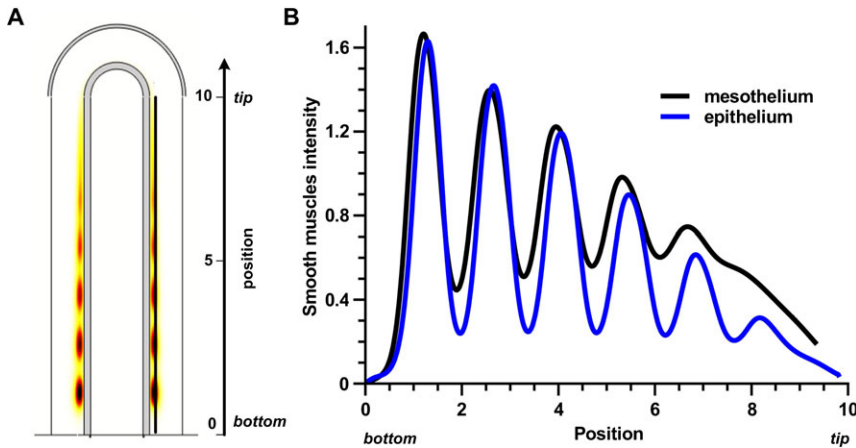 A
10
tip
5
position
0
bottom
B
Smooth muscles intensity
1.6
1.2
0.8
0.4
0
mesothelium
epithelium
0
2
4
6
8
10
bottom
Position
tip